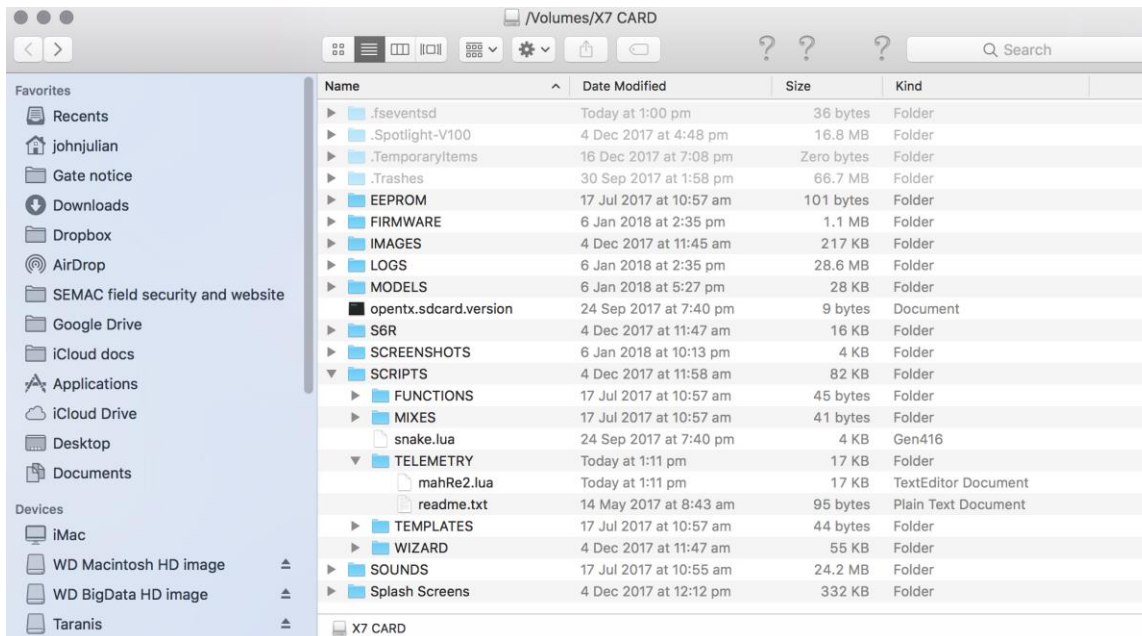 /Volumes/X7 CARD
? ? ? Search
Favorites
Recents
johnjulian
Gate notice
Downloads
Dropbox
AirDrop
SEMAC field security and website
Google Drive
iCloud docs
Applications
iCloud Drive
Desktop
Documents
Devices
iMac
WD Macintosh HD image
WD BigData HD image
Taranis
Name Date Modified Size Kind
.fseventsd Today at 1:00 pm 36 bytes Folder
.Spotlight-V100 4 Dec 2017 at 4:48 pm 16.8 MB Folder
.TemporaryItems 16 Dec 2017 at 7:08 pm Zero bytes Folder
.Trashes 30 Sep 2017 at 1:58 pm 66.7 MB Folder
EEPROM 17 Jul 2017 at 10:57 am 101 bytes Folder
FIRMWARE 6 Jan 2018 at 2:35 pm 1.1 MB Folder
IMAGES 4 Dec 2017 at 11:45 am 217 KB Folder
LOGS 6 Jan 2018 at 2:35 pm 28.6 MB Folder
MODELS 6 Jan 2018 at 5:27 pm 28 KB Folder
opentx.sdcard.version 24 Sep 2017 at 7:40 pm 9 bytes Document
S6R 4 Dec 2017 at 11:47 am 16 KB Folder
SCREENSHOTS 6 Jan 2018 at 10:13 pm 4 KB Folder
SCRIPTS 4 Dec 2017 at 11:58 am 82 KB Folder
FUNCTIONS 17 Jul 2017 at 10:57 am 45 bytes Folder
MIXES 17 Jul 2017 at 10:57 am 41 bytes Folder
snake.lua 24 Sep 2017 at 7:40 pm 4 KB Gen416
TELEMETRY Today at 1:11 pm 17 KB Folder
mahRe2.lua Today at 1:11 pm 17 KB TextEditor Document
readme.txt 14 May 2017 at 8:43 am 95 bytes Plain Text Document
TEMPLATES 17 Jul 2017 at 10:57 am 44 bytes Folder
WIZARD 4 Dec 2017 at 11:47 am 55 KB Folder
SOUNDS 17 Jul 2017 at 10:55 am 24.2 MB Folder
Splash Screens 4 Dec 2017 at 12:12 pm 332 KB Folder
X7 CARD